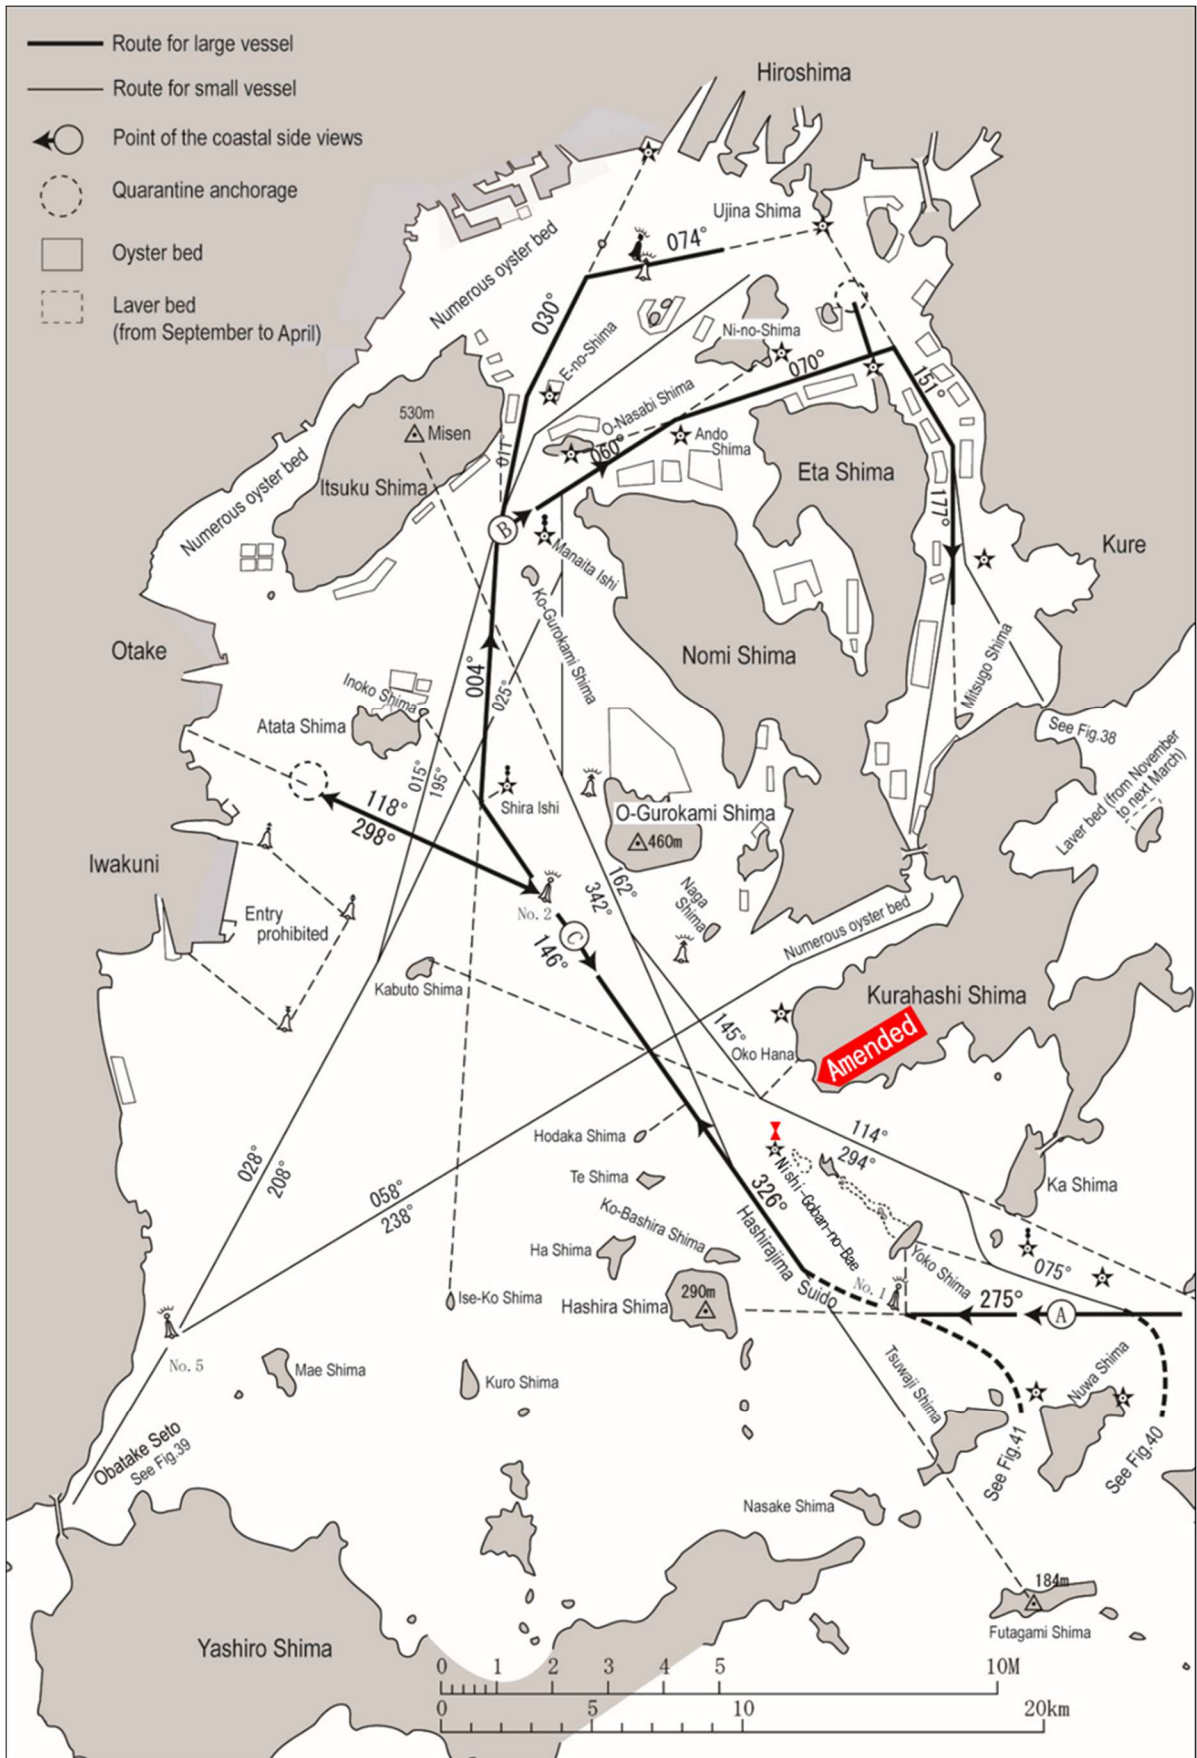 Route for large vessel
Route for small vessel
Point of the coastal side views
Quarantine anchorage
Oyster bed
Laver bed
(from September to April)
Hiroshima
Ujina Shima
074°
Numerous oyster bed
030°
E-no-Shima
Ni-no-Shima
070°
151°
O-Nasabi Shima
060°
530m
Misen
011°
Ando
Shima
Itsuku Shima
Eta Shima
Numerous oyster bed
177°
B
Manaita Ishi
Kure
Ko-Gurokami Shima
Otake
Nomi Shima
Mitsugo Shima
004°
025°
Inoko Shima
Atata Shima
See Fig.38
Laver bed (from November
to next March)
015°
195°
118°
298°
Shira Ishi
O-Gurokami Shima
460m
Iwakuni
162°
342°
Naga
Shima
No. 2
Entry
prohibited
C
146°
Numerous oyster bed
Kabuto Shima
Kurahashi Shima
145°
Oko Hana
Amended
Hodaka Shima
114°
294°
028°
208°
Te Shima
Nishi-Goban-no-Bae
326°
Ka Shima
058°
238°
Ko-Bashira Shima
Hashirajima Suido
Ha Shima
Yoko Shima
075°
No. 1
Ise-Ko Shima
290m
Hashira Shima
275°
A
No. 5
Mae Shima
Kuro Shima
Tsuwaji Shima
Nuwa Shima
Obatake Seto
See Fig.39
See Fig.41
See Fig.40
Nasake Shima
184m
Futagami Shima
Yashiro Shima
0 1 2 3 4 5 10M
0 5 10 20km